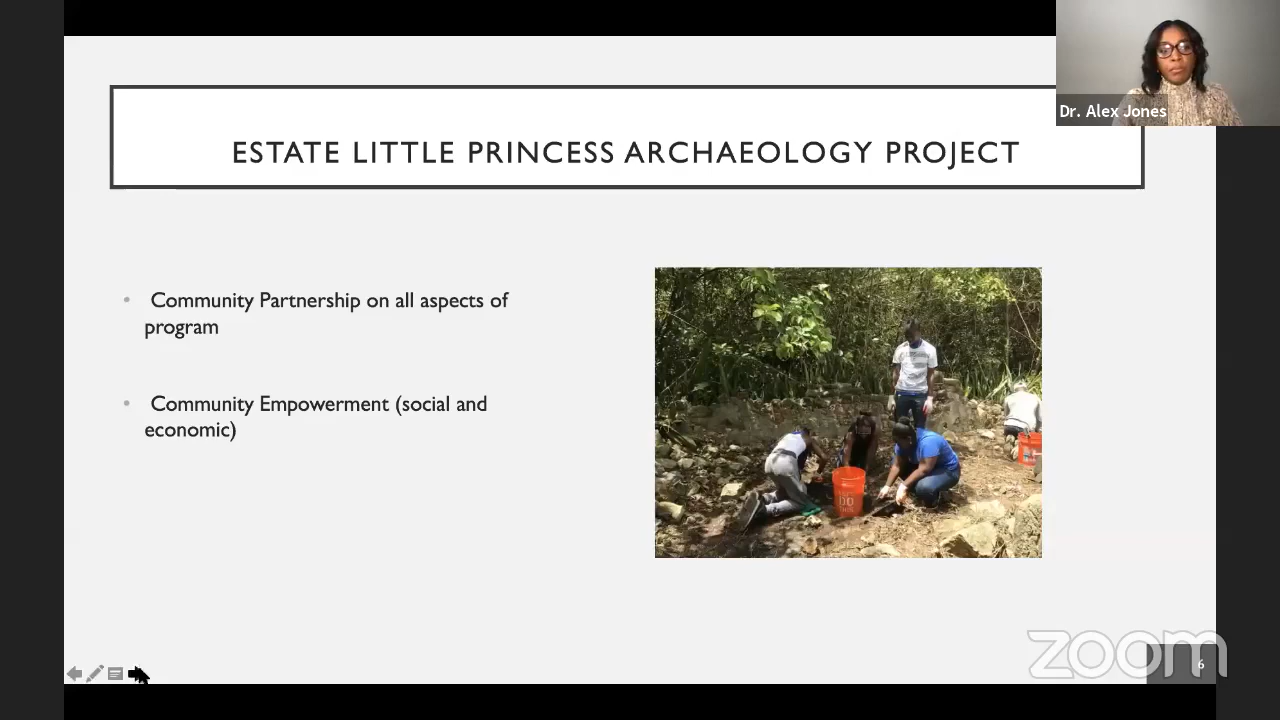 Dr. Alex Jones
ESTATE LITTLE PRINCESS ARCHAEOLOGY PROJECT
• Community Partnership on all aspects of
program
• Community Empowerment (social and
economic)
zoom
6